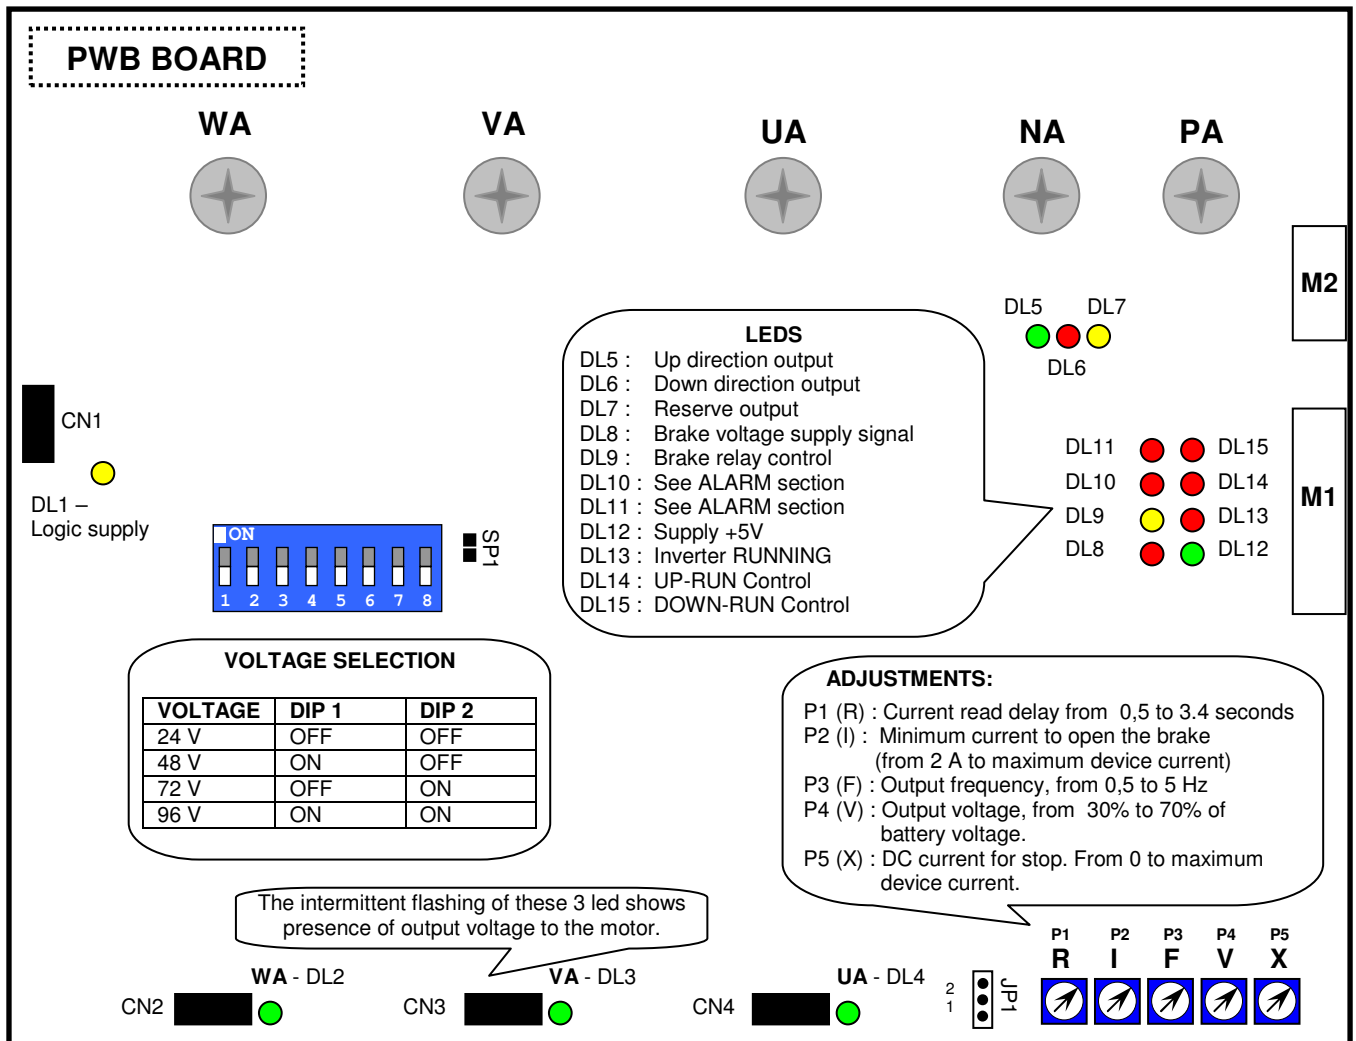 PWB BOARD
WA
VA
UA
NA
PA
M2
DL5
DL7
DL6
LEDS
DL5 : Up direction output
DL6 : Down direction output
DL7 : Reserve output
DL8 : Brake voltage supply signal
DL9 : Brake relay control
DL10 : See ALARM section
DL11 : See ALARM section
DL12 : Supply +5V
DL13 : Inverter RUNNING
DL14 : UP-RUN Control
DL15 : DOWN-RUN Control
CN1
DL1 –
Logic supply
DL11
DL15
DL10
DL14
DL9
DL13
DL8
DL12
M1
ON
1 2 3 4 5 6 7 8
SP1
VOLTAGE SELECTION
VOLTAGE DIP 1 DIP 2
24 V OFF OFF
48 V ON OFF
72 V OFF ON
96 V ON ON
ADJUSTMENTS:
P1 (R) : Current read delay from 0,5 to 3.4 seconds
P2 (I) : Minimum current to open the brake
(from 2 A to maximum device current)
P3 (F) : Output frequency, from 0,5 to 5 Hz
P4 (V) : Output voltage, from 30% to 70% of
battery voltage.
P5 (X) : DC current for stop. From 0 to maximum
device current.
The intermittent flashing of these 3 led shows
presence of output voltage to the motor.
P1 P2 P3 P4 P5
R I F V X
WA - DL2
VA - DL3
UA - DL4
CN2
CN3
CN4
2
1
JP1